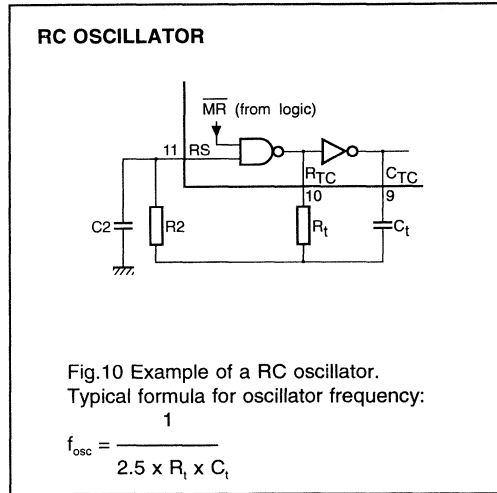 RC OSCILLATOR
MR (from logic)
11 RS
RTC
CTC
10
9
C2
R2
Rt
Ct
Fig.10 Example of a RC oscillator.
Typical formula for oscillator frequency:
fosc = 1
2.5 x Rt x Ct